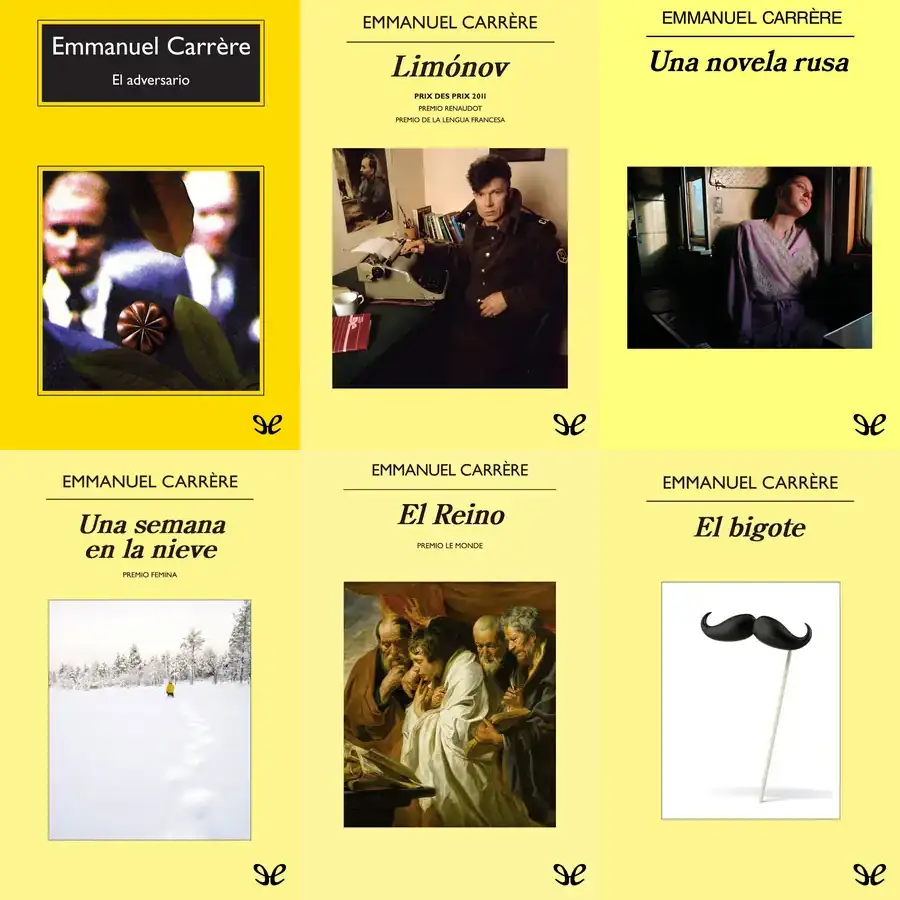 Emmanuel Carrère
El adversario
EMMANUEL CARRÈRE
Limónov
PRIX DES PRIX 2011
PREMIO RENAUDOT
PREMIO DE LA LENGUA FRANCESA
EMMANUEL CARRÈRE
Una novela rusa
EMMANUEL CARRÈRE
Una semana
en la nieve
PREMIO FEMINA
EMMANUEL CARRÈRE
El Reino
PREMIO LE MONDE
EMMANUEL CARRÈRE
El bigote